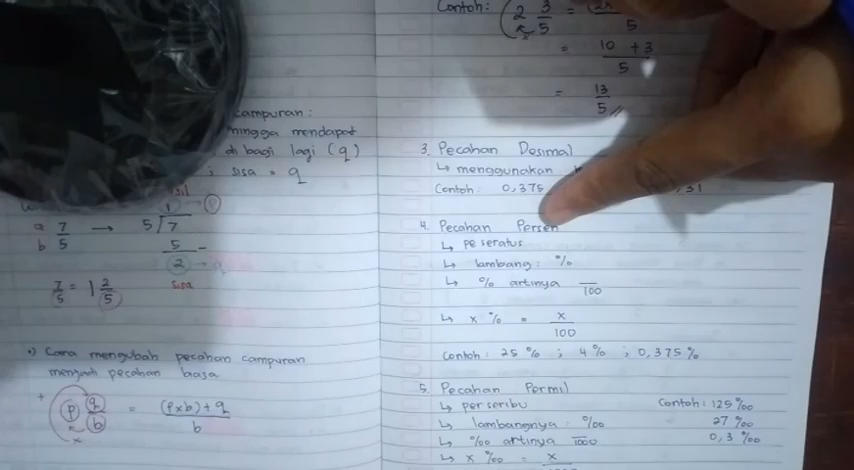 campuran:
hingga mendapat
di bagi lagi (q)
sisa = q
a 7/5 → 5√7 1 → p
b
5 -
2 → q
sisa
7/5 = 1 2/5
•) Cara mengubah pecahan campuran
menjadi pecahan biasa
+ p q/b = (p×b)+q / b
×
Contoh: 2 3/5 =
5
= 10 + 3 / 5
= 13/5 //
3. Pecahan Desimal
↳ menggunakan
Contoh: 0,375
4. Pecahan Persen
↳ perseratus
↳ lambang: %
↳ % artinya /100
↳ x % = x/100
Contoh: 25 % ; 4 % ; 0,375 %
5. Pecahan Permil
↳ perseribu Contoh: 125 ‰
↳ lambangnya : ‰ 27 ‰
↳ ‰ artinya /1000 0,3 ‰
↳ x ‰ = x